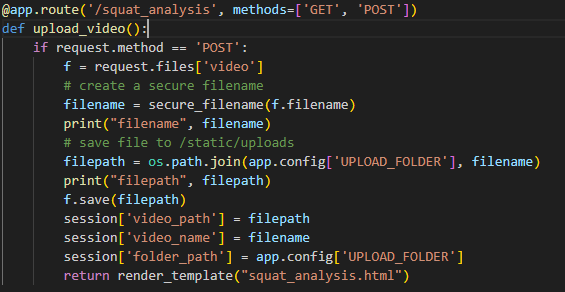 @app.route('/squat_analysis', methods=['GET', 'POST'])
def upload_video():
    if request.method == 'POST':
        f = request.files['video']
        # create a secure filename
        filename = secure_filename(f.filename)
        print("filename", filename)
        # save file to /static/uploads
        filepath = os.path.join(app.config['UPLOAD_FOLDER'], filename)
        print("filepath", filepath)
        f.save(filepath)
        session['video_path'] = filepath
        session['video_name'] = filename
        session['folder_path'] = app.config['UPLOAD_FOLDER']
        return render_template("squat_analysis.html")